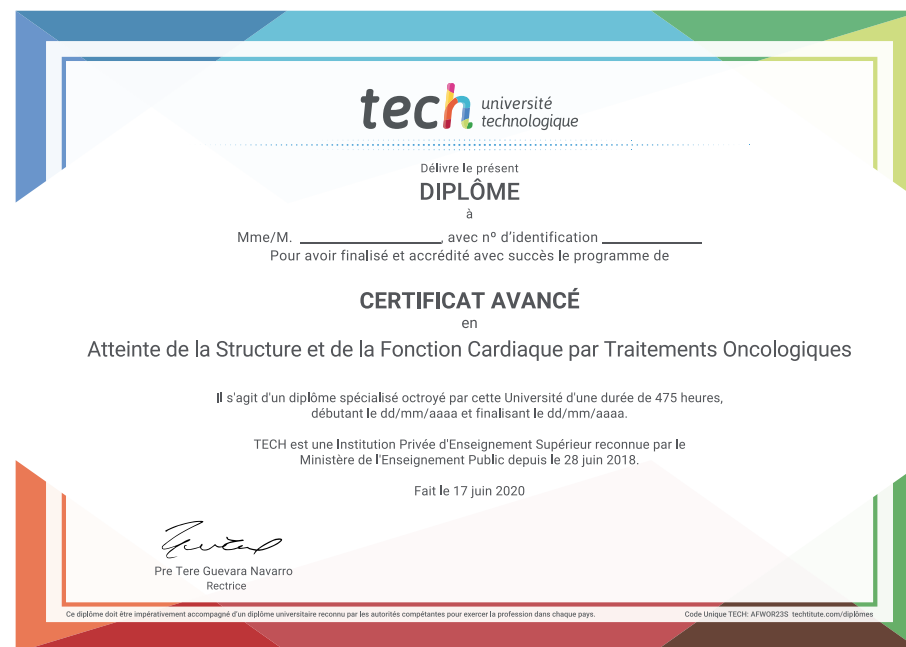 tech université
technologique
Délivre le présent
DIPLÔME
à
Mme/M. ____________________, avec nº d'identification ______________
Pour avoir finalisé et accrédité avec succès le programme de
CERTIFICAT AVANCÉ
en
Atteinte de la Structure et de la Fonction Cardiaque par Traitements Oncologiques
Il s'agit d'un diplôme spécialisé octroyé par cette Université d'une durée de 475 heures,
débutant le dd/mm/aaaa et finalisant le dd/mm/aaaa.
TECH est une Institution Privée d'Enseignement Supérieur reconnue par le
Ministère de l'Enseignement Public depuis le 28 juin 2018.
Fait le 17 juin 2020
Pre Tere Guevara Navarro
Rectrice
Ce diplôme doit être impérativement accompagné d'un diplôme universitaire reconnu par les autorités compétentes pour exercer la profession dans chaque pays.
Code Unique TECH: AFWOR23S techtitute.com/diplômes